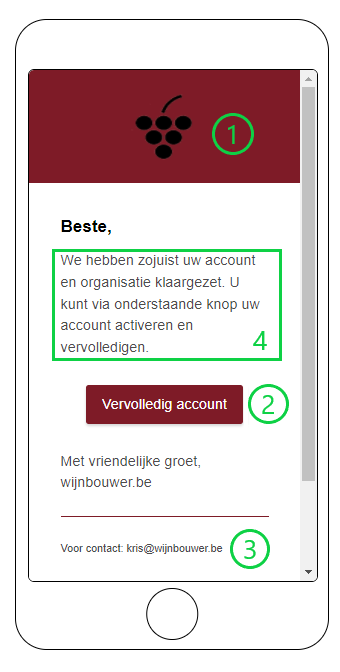 1
Beste,
We hebben zojuist uw account
en organisatie klaargezet. U
kunt via onderstaande knop uw
account activeren en
vervolledigen.
4
Vervolledig account
2
Met vriendelijke groet,
wijnbouwer.be
Voor contact: kris@wijnbouwer.be
3